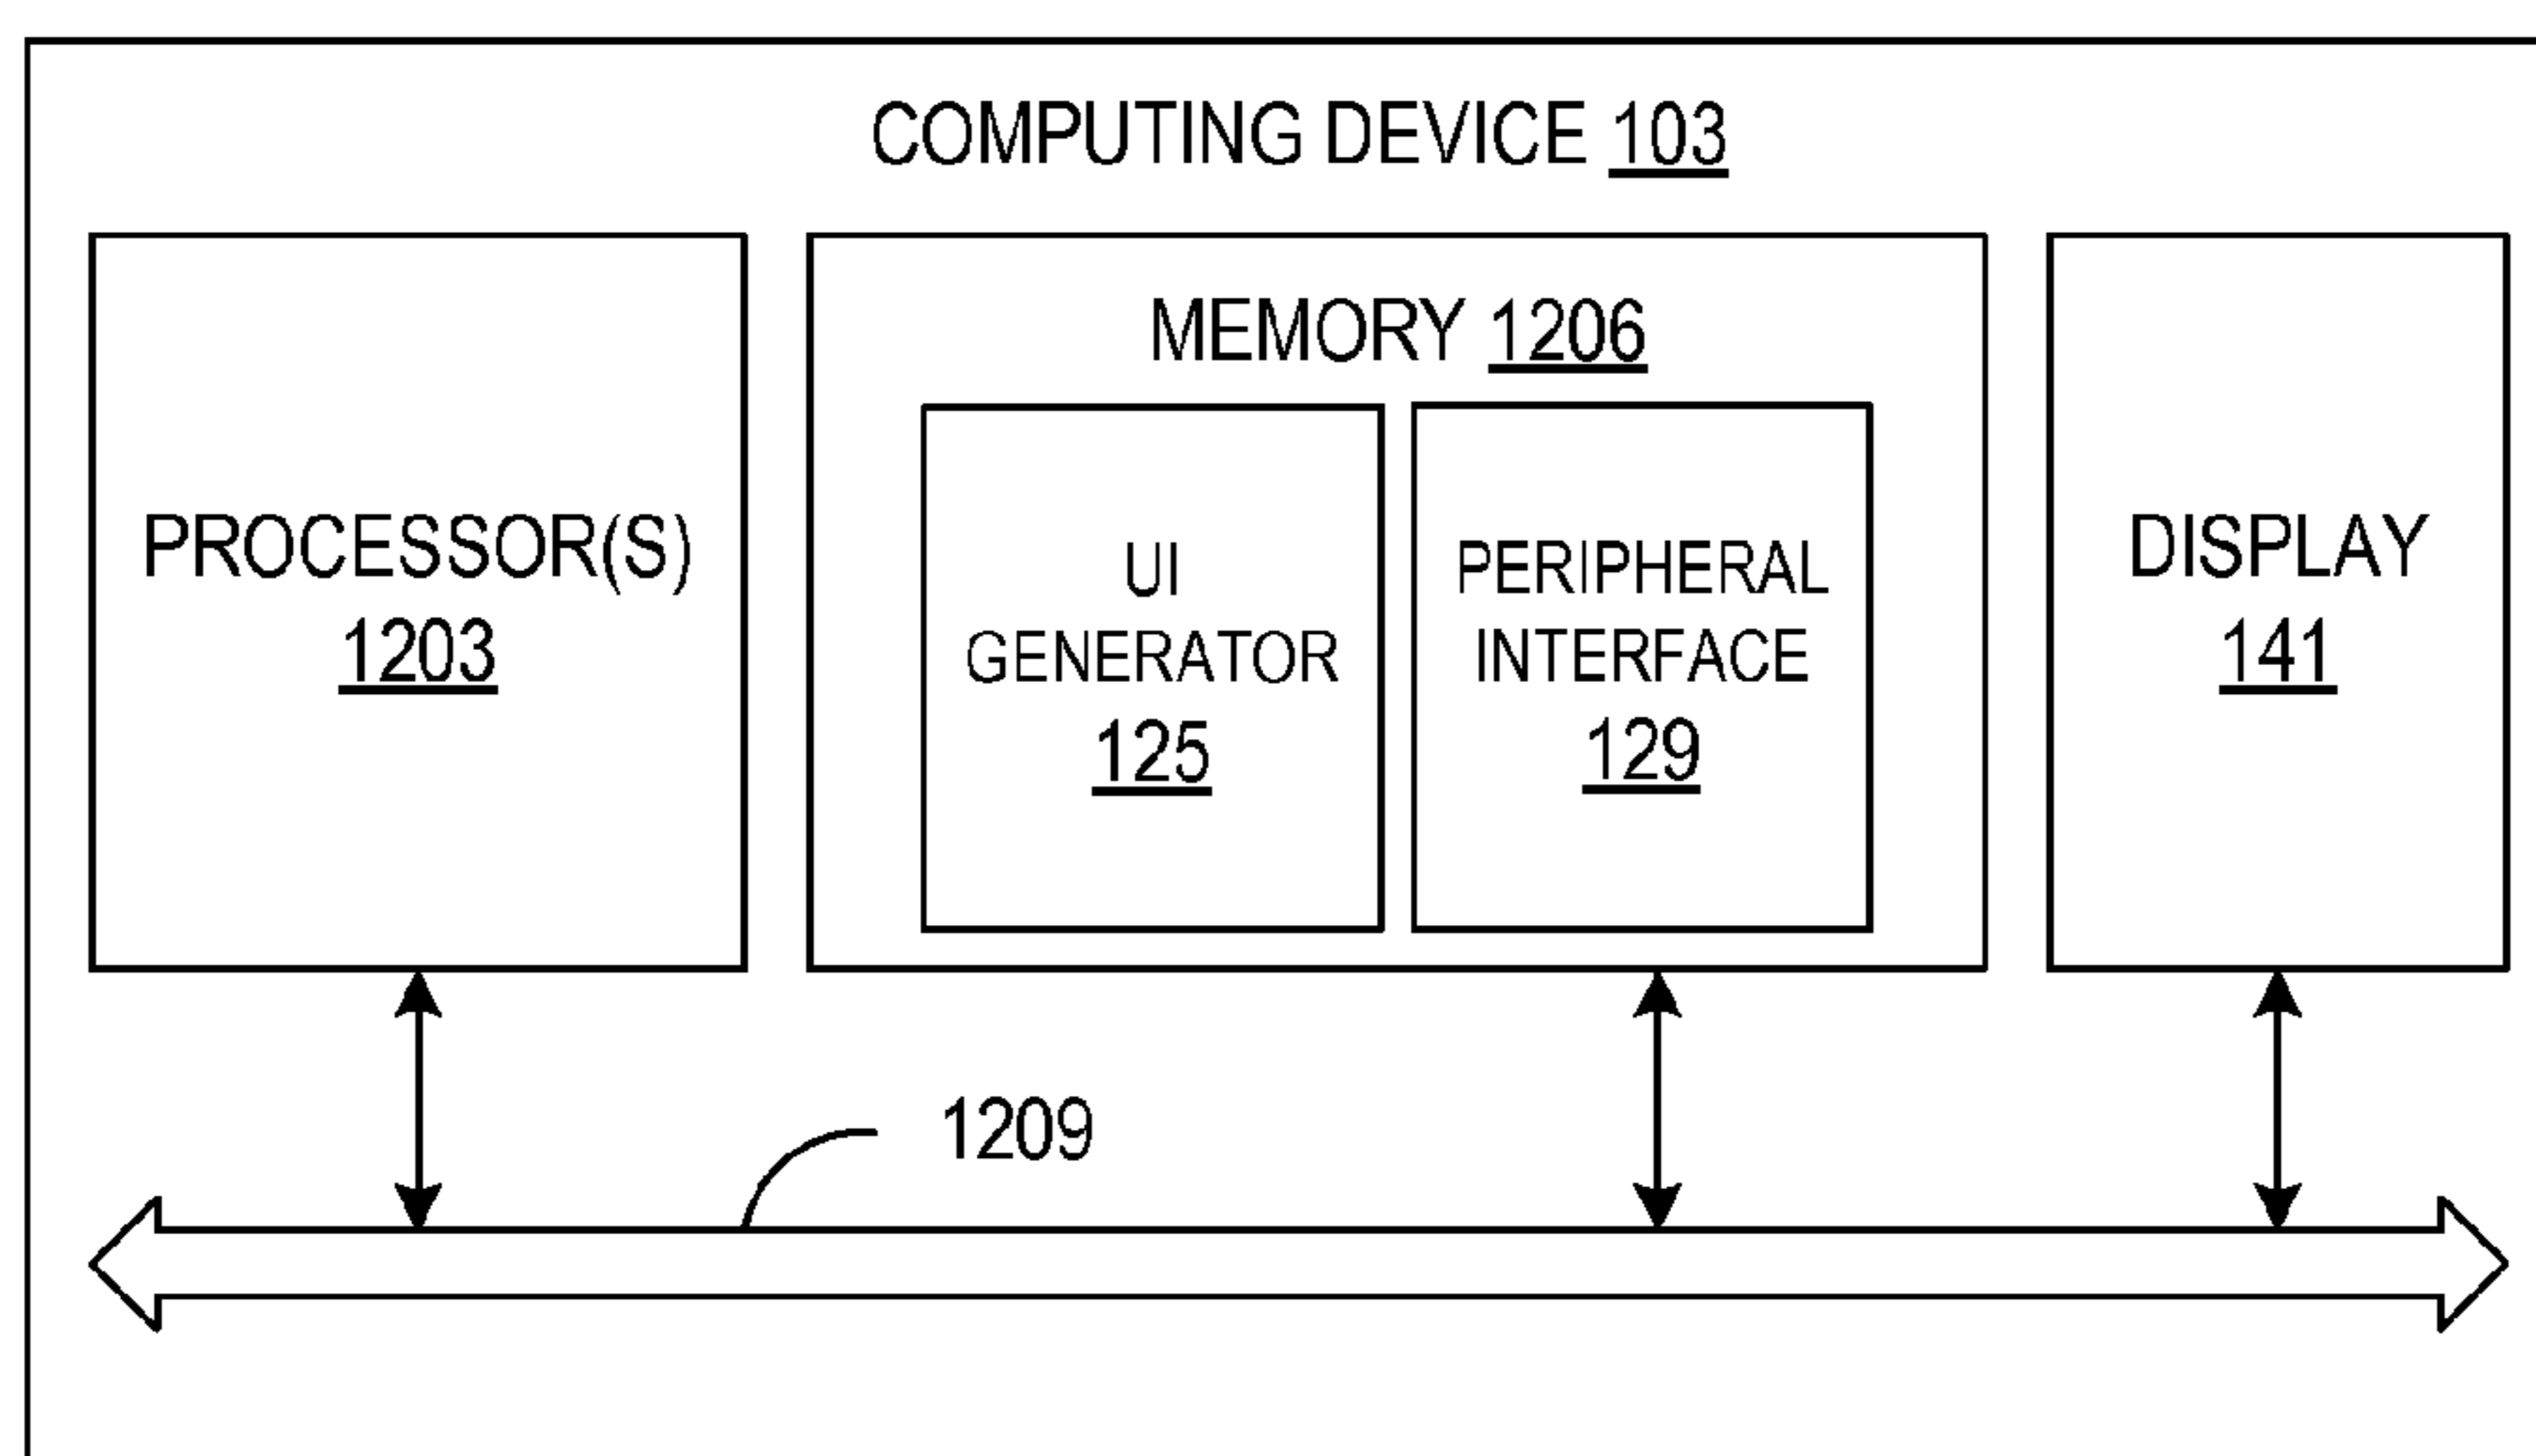 COMPUTING DEVICE 103
PROCESSOR(S)
1203
MEMORY 1206
UI
GENERATOR
125
PERIPHERAL
INTERFACE
129
DISPLAY
141
1209